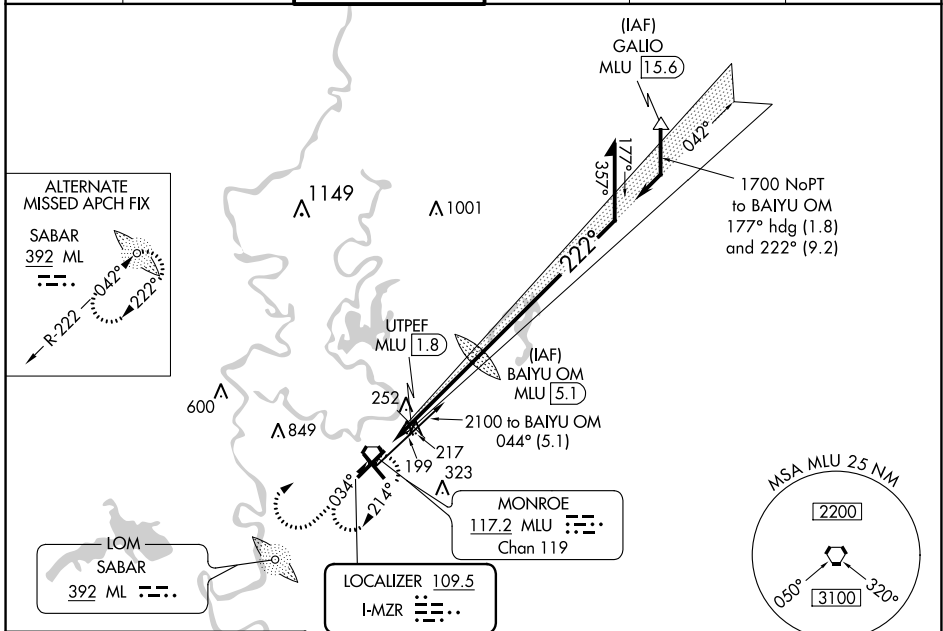 (IAF)
GALIO
MLU 15.6
042°
177°
357°
1700 NoPT
to BAIYU OM
177° hdg (1.8)
and 222° (9.2)
ALTERNATE
MISSED APCH FIX
SABAR
392 ML
042°
222°
R-222
1149
1001
222°
UTPEF
MLU 1.8
(IAF)
BAIYU OM
MLU 5.1
252
600
849
2100 to BAIYU OM
044° (5.1)
217
199
323
034°
214°
MONROE
117.2 MLU
Chan 119
LOM
SABAR
392 ML
LOCALIZER 109.5
I-MZR
MSA MLU 25 NM
2200
050°
320°
3100